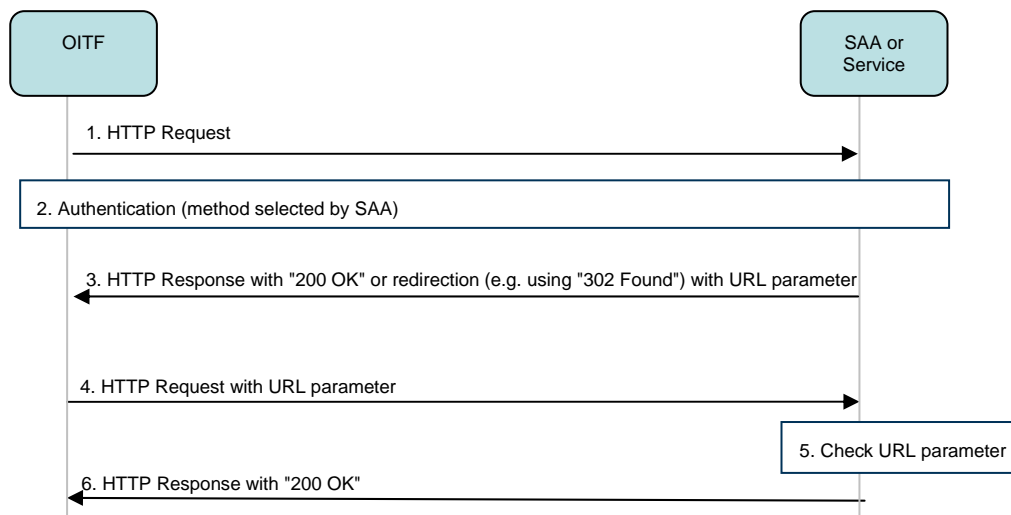 OITF
SAA or
Service
1. HTTP Request
2. Authentication (method selected by SAA)
3. HTTP Response with "200 OK" or redirection (e.g. using "302 Found") with URL parameter
4. HTTP Request with URL parameter
5. Check URL parameter
6. HTTP Response with "200 OK"